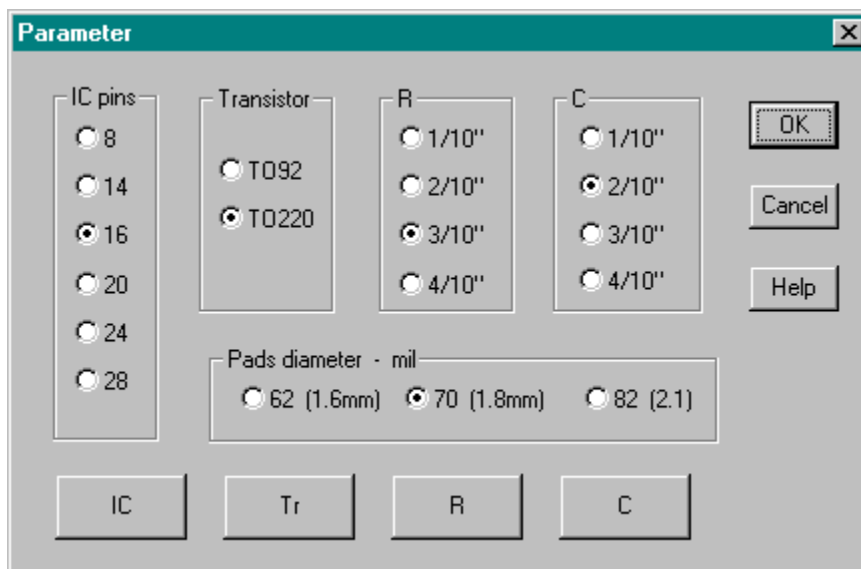 Parameter
IC pins
8
14
16
20
24
28
Transistor
TO92
TO220
R
1/10"
2/10"
3/10"
4/10"
C
1/10"
2/10"
3/10"
4/10"
OK
Cancel
Help
Pads diameter - mil
62 (1.6mm) 70 (1.8mm) 82 (2.1)
IC Tr R C